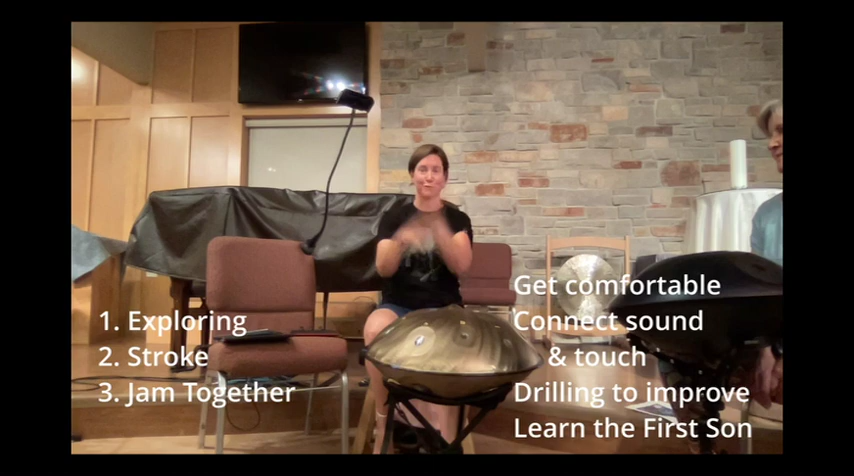 1. Exploring
2. Stroke
3. Jam Together
Get comfortable
Connect sound
& touch
Drilling to improve
Learn the First Son